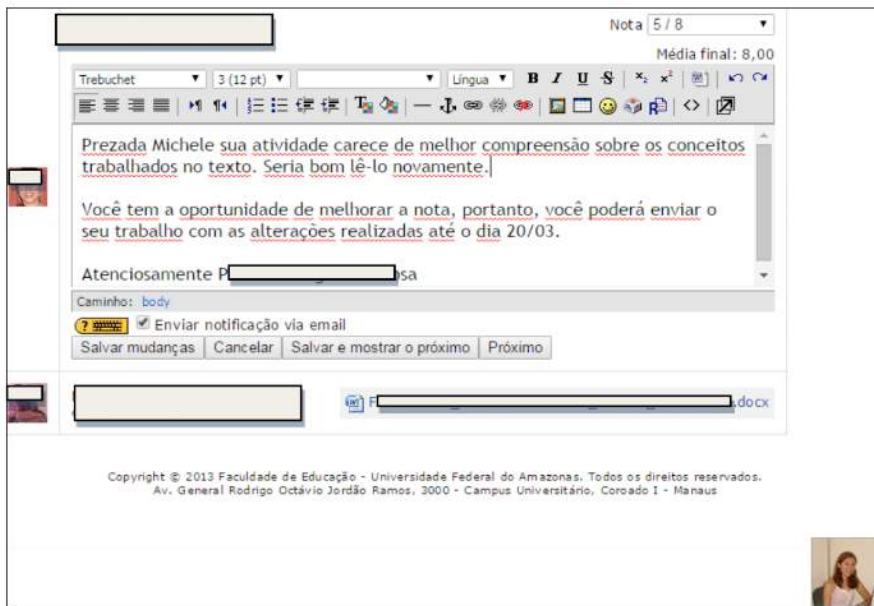 Nota 5 / 8
Média final: 8,00
Trebuchet 3 (12 pt) Língua B I U S x₂ x²
Prezada Michele sua atividade carece de melhor compreensão sobre os conceitos
trabalhados no texto. Seria bom lê-lo novamente.
Você tem a oportunidade de melhorar a nota, portanto, você poderá enviar o
seu trabalho com as alterações realizadas até o dia 20/03.
Atenciosamente P sa
Caminho: body
? Enviar notificação via email
Salvar mudanças Cancelar Salvar e mostrar o próximo Próximo
F .docx
Copyright © 2013 Faculdade de Educação - Universidade Federal do Amazonas. Todos os direitos reservados.
Av. General Rodrigo Octávio Jordão Ramos, 3000 - Campus Universitário, Coroado I - Manaus